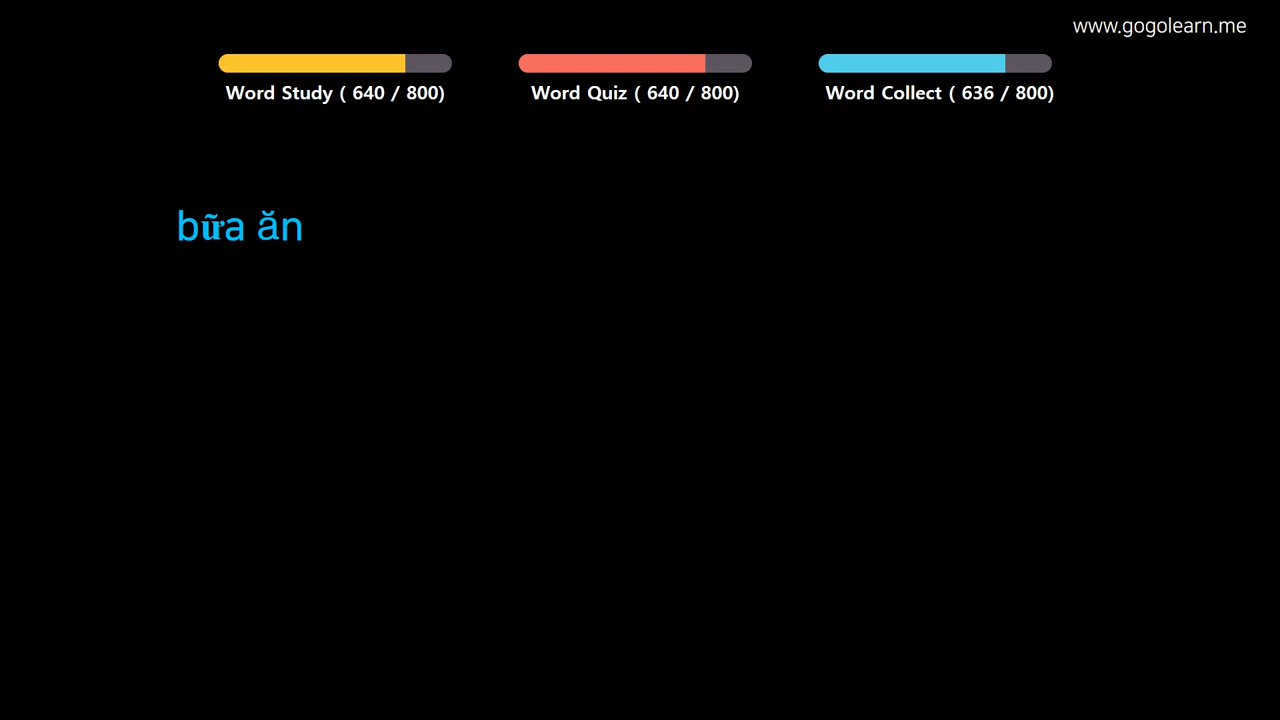 www.gogolearn.me
Word Study ( 640 / 800)
Word Quiz ( 640 / 800)
Word Collect ( 636 / 800)
bữa ăn